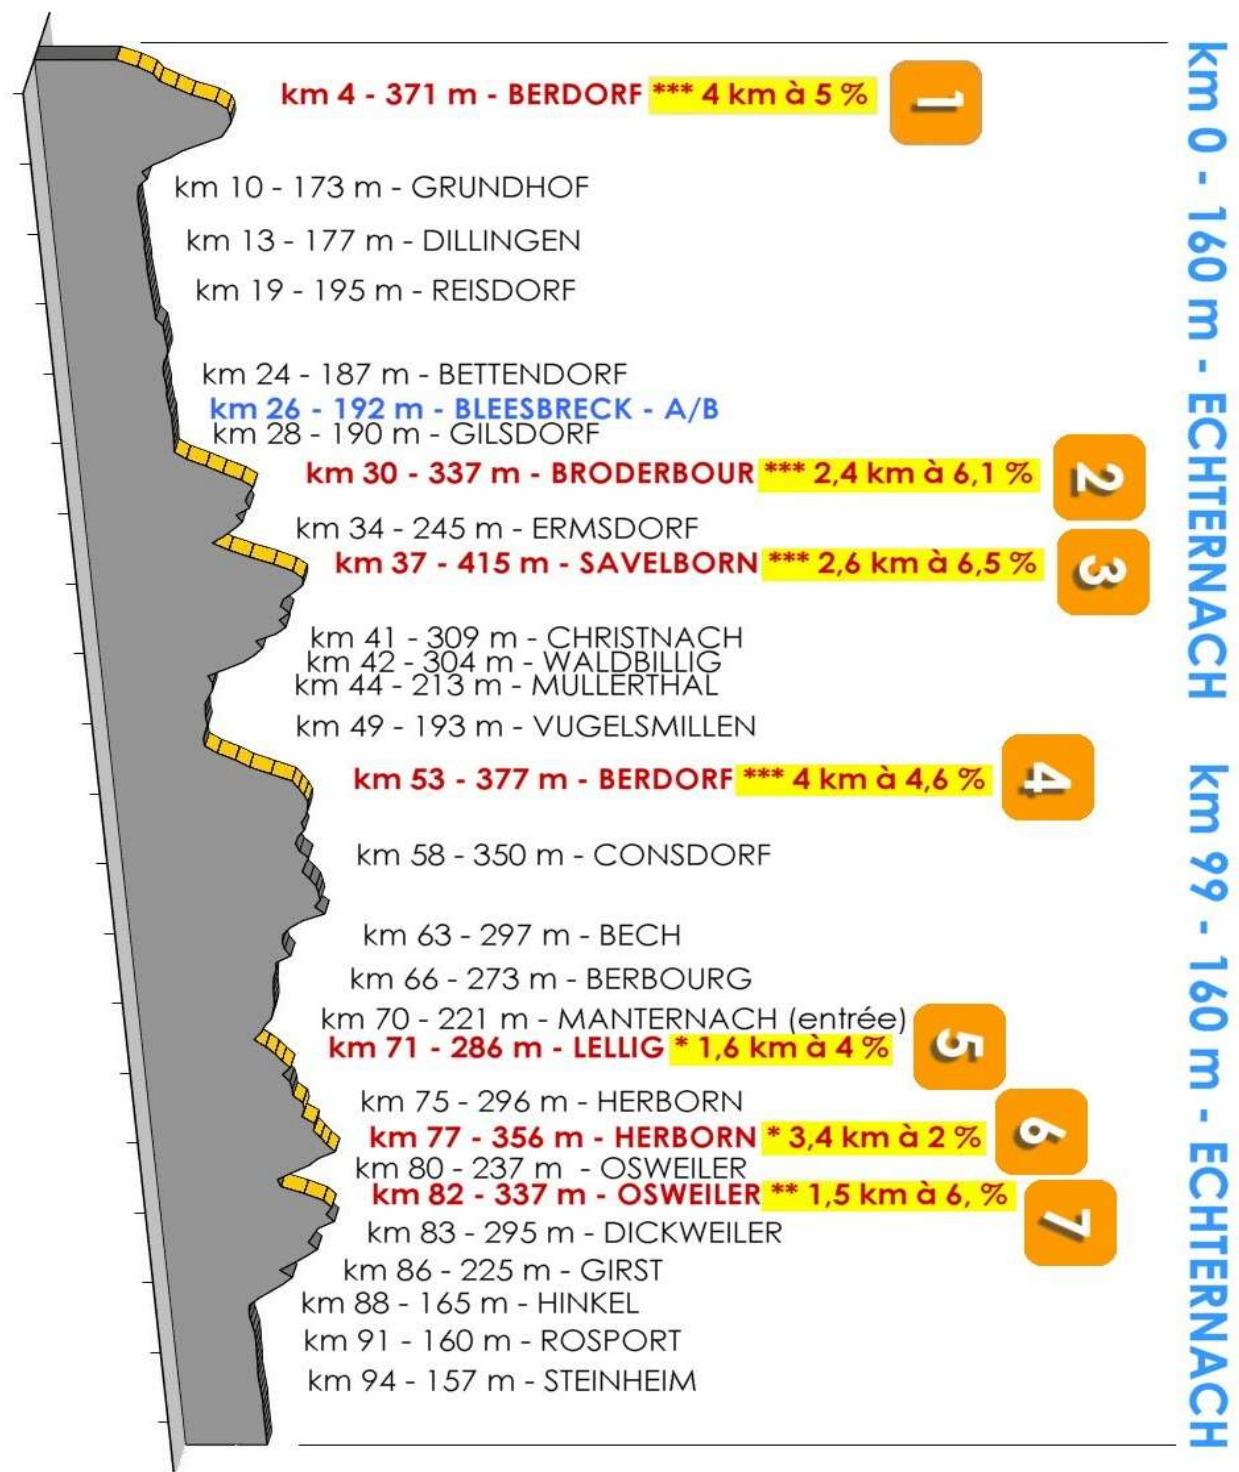 km 0 - 160 m - ECHTERNACH
km 4 - 371 m - BERDORF *** 4 km à 5 %
1
km 10 - 173 m - GRUNDHOF
km 13 - 177 m - DILLINGEN
km 19 - 195 m - REISDORF
km 24 - 187 m - BETTENDORF
km 26 - 192 m - BLEESBRECK - A/B
km 28 - 190 m - GILSDORF
km 30 - 337 m - BRODERBOUR *** 2,4 km à 6,1 %
2
km 34 - 245 m - ERMSDORF
km 37 - 415 m - SAVELBORN *** 2,6 km à 6,5 %
3
km 41 - 309 m - CHRISTNACH
km 42 - 304 m - WALDBILLIG
km 44 - 213 m - MULLERTHAL
km 49 - 193 m - VUGELSMILLEN
km 53 - 377 m - BERDORF *** 4 km à 4,6 %
4
km 58 - 350 m - CONSDORF
km 63 - 297 m - BECH
km 66 - 273 m - BERBOURG
km 70 - 221 m - MANTERNACH (entrée)
km 71 - 286 m - LELLIG * 1,6 km à 4 %
5
km 75 - 296 m - HERBORN
km 77 - 356 m - HERBORN * 3,4 km à 2 %
6
km 80 - 237 m - OSWEILER
km 82 - 337 m - OSWEILER ** 1,5 km à 6, %
7
km 83 - 295 m - DICKWEILER
km 86 - 225 m - GIRST
km 88 - 165 m - HINKEL
km 91 - 160 m - ROSPORT
km 94 - 157 m - STEINHEIM
km 99 - 160 m - ECHTERNACH